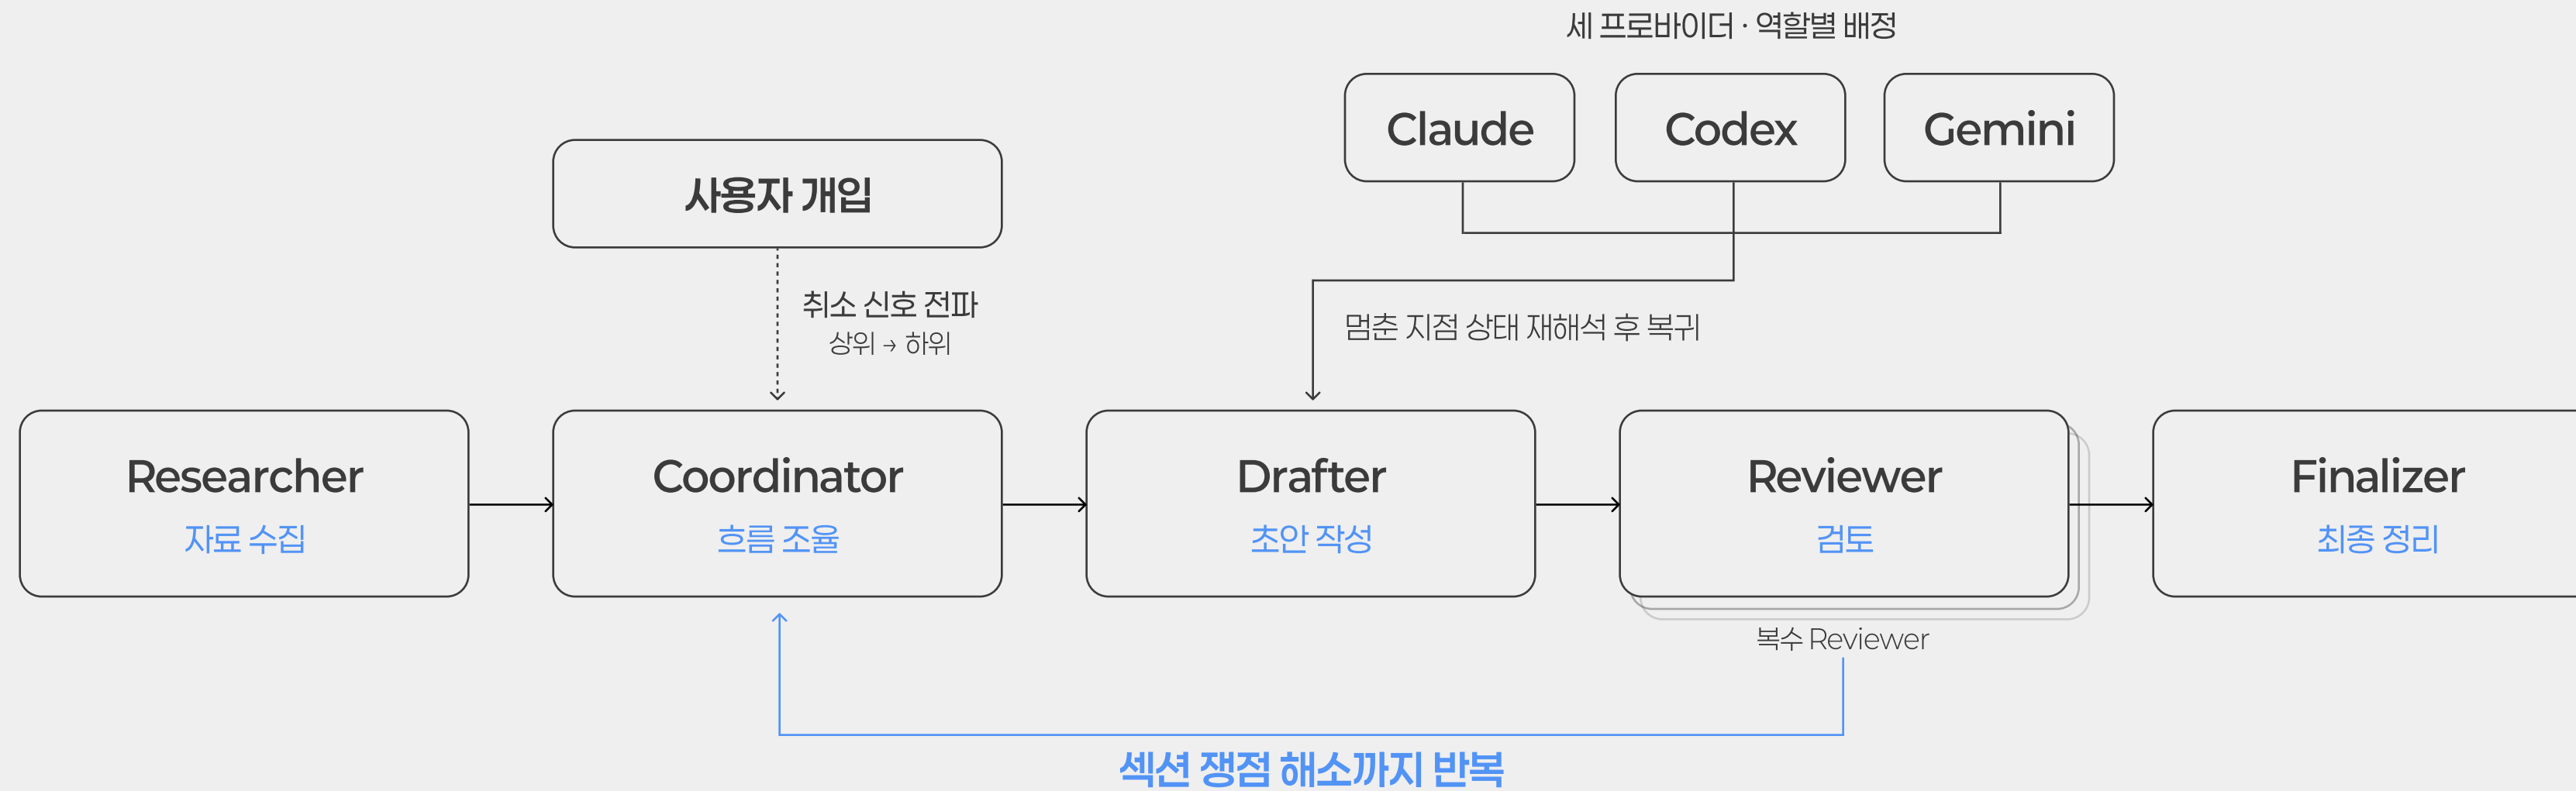 세 프로바이더 · 역할별 배정
Claude
Codex
Gemini
사용자 개입
취소 신호 전파
상위 → 하위
멈춘 지점 상태 재해석 후 복귀
Researcher
자료 수집
Coordinator
흐름 조율
Drafter
초안 작성
Reviewer
검토
Finalizer
최종 정리
복수 Reviewer
섹션 쟁점 해소까지 반복